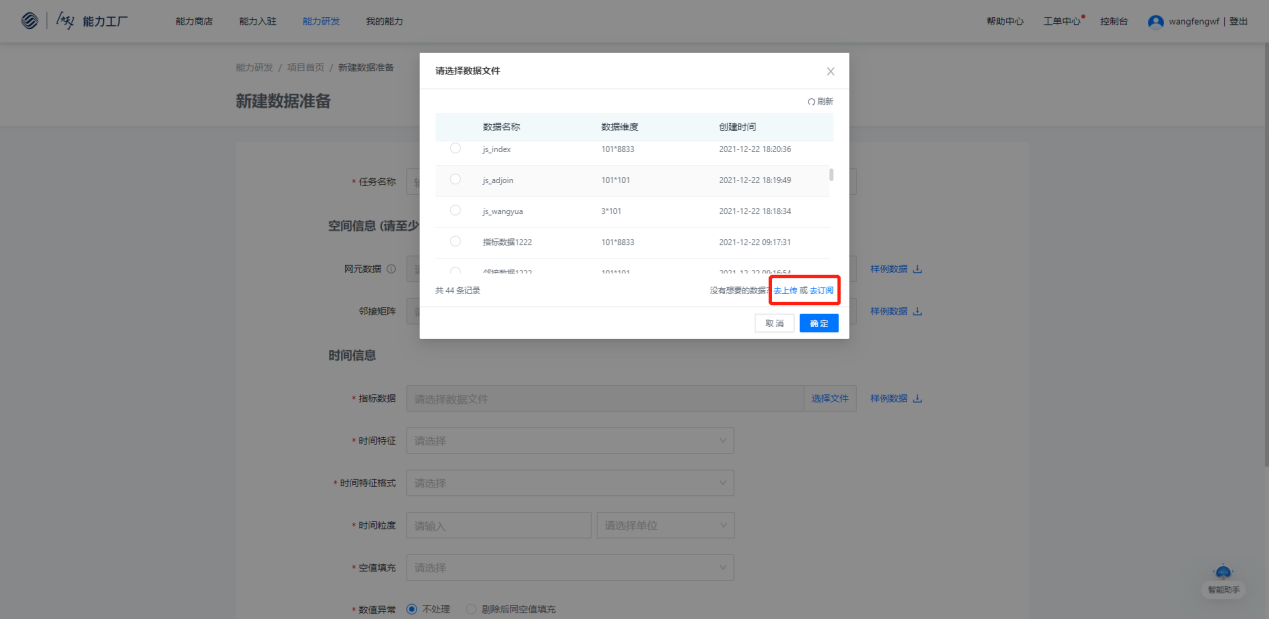 能力工厂 能力商店 能力入驻 能力研发 我的能力 帮助中心 工单中心 控制台 wangfengwf | 登出
能力研发 / 项目首页 / 新建数据准备
新建数据准备
请选择数据文件
刷新
数据名称 数据维度 创建时间
js_index 101*8833 2021-12-22 18:20:36
js_adjoin 101*101 2021-12-22 18:19:49
js_wangyua 3*101 2021-12-22 18:18:34
指标数据1222 101*8833 2021-12-22 09:17:31
邻接数据1222 101*101 2021-12-22 09:16:54
共 44 条记录 没有想要的数据? 去上传 或 去订阅
取 消 确 定
* 任务名称
空间信息 (请至少
网元数据 样例数据
邻接矩阵 样例数据
时间信息
* 指标数据 请选择数据文件 选择文件 样例数据
* 时间特征 请选择
* 时间特征格式 请选择
* 时间粒度 请输入 请选择单位
* 空值填充 请选择
* 数值异常 不处理 剔除后同空值填充
智能助手